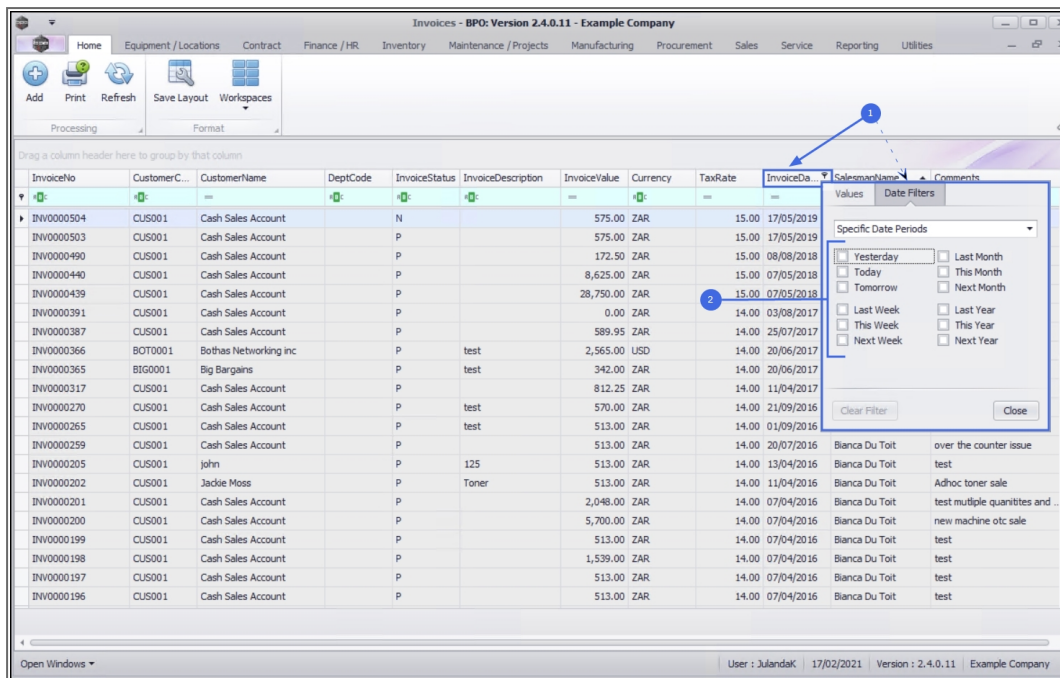 Invoices - BPO: Version 2.4.0.11 - Example Company
Home Equipment / Locations Contract Finance / HR Inventory Maintenance / Projects Manufacturing Procurement Sales Service Reporting Utilities
Add Print Refresh Save Layout Workspaces
Processing Format
1
Drag a column header here to group by that column
InvoiceNo CustomerC... CustomerName DeptCode InvoiceStatus InvoiceDescription InvoiceValue Currency TaxRate InvoiceDa... SalesmanName Comments
Values Date Filters
Specific Date Periods
Yesterday Last Month
Today This Month
Tomorrow Next Month
2
Last Week Last Year
This Week This Year
Next Week Next Year
Clear Filter Close
INV0000504 CUS001 Cash Sales Account N 575.00 ZAR 15.00 17/05/2019
INV0000503 CUS001 Cash Sales Account P 575.00 ZAR 15.00 17/05/2019
INV0000490 CUS001 Cash Sales Account P 172.50 ZAR 15.00 08/08/2018
INV0000440 CUS001 Cash Sales Account P 8,625.00 ZAR 15.00 07/05/2018
INV0000439 CUS001 Cash Sales Account P 28,750.00 ZAR 15.00 07/05/2018
INV0000391 CUS001 Cash Sales Account P 0.00 ZAR 14.00 03/08/2017
INV0000387 CUS001 Cash Sales Account P 589.95 ZAR 14.00 25/07/2017
INV0000366 BOT0001 Bothas Networking inc P test 2,565.00 USD 14.00 20/06/2017
INV0000365 BIG0001 Big Bargains P test 342.00 ZAR 14.00 20/06/2017
INV0000317 CUS001 Cash Sales Account P 812.25 ZAR 14.00 11/04/2017
INV0000270 CUS001 Cash Sales Account P test 570.00 ZAR 14.00 21/09/2016
INV0000265 CUS001 Cash Sales Account P test 513.00 ZAR 14.00 01/09/2016
INV0000259 CUS001 Cash Sales Account P 513.00 ZAR 14.00 20/07/2016 Bianca Du Toit over the counter issue
INV0000205 CUS001 john P 125 513.00 ZAR 14.00 13/04/2016 Bianca Du Toit test
INV0000202 CUS001 Jackie Moss P Toner 513.00 ZAR 14.00 11/04/2016 Bianca Du Toit Adhoc toner sale
INV0000201 CUS001 Cash Sales Account P 2,048.00 ZAR 14.00 07/04/2016 Bianca Du Toit test mutliple quanitites and ..
INV0000200 CUS001 Cash Sales Account P 5,700.00 ZAR 14.00 07/04/2016 Bianca Du Toit new machine otc sale
INV0000199 CUS001 Cash Sales Account P 513.00 ZAR 14.00 07/04/2016 Bianca Du Toit test
INV0000198 CUS001 Cash Sales Account P 1,539.00 ZAR 14.00 07/04/2016 Bianca Du Toit test
INV0000197 CUS001 Cash Sales Account P 513.00 ZAR 14.00 07/04/2016 Bianca Du Toit test
INV0000196 CUS001 Cash Sales Account P 513.00 ZAR 14.00 07/04/2016 Bianca Du Toit test
Open Windows User : JulandaK 17/02/2021 Version : 2.4.0.11 Example Company